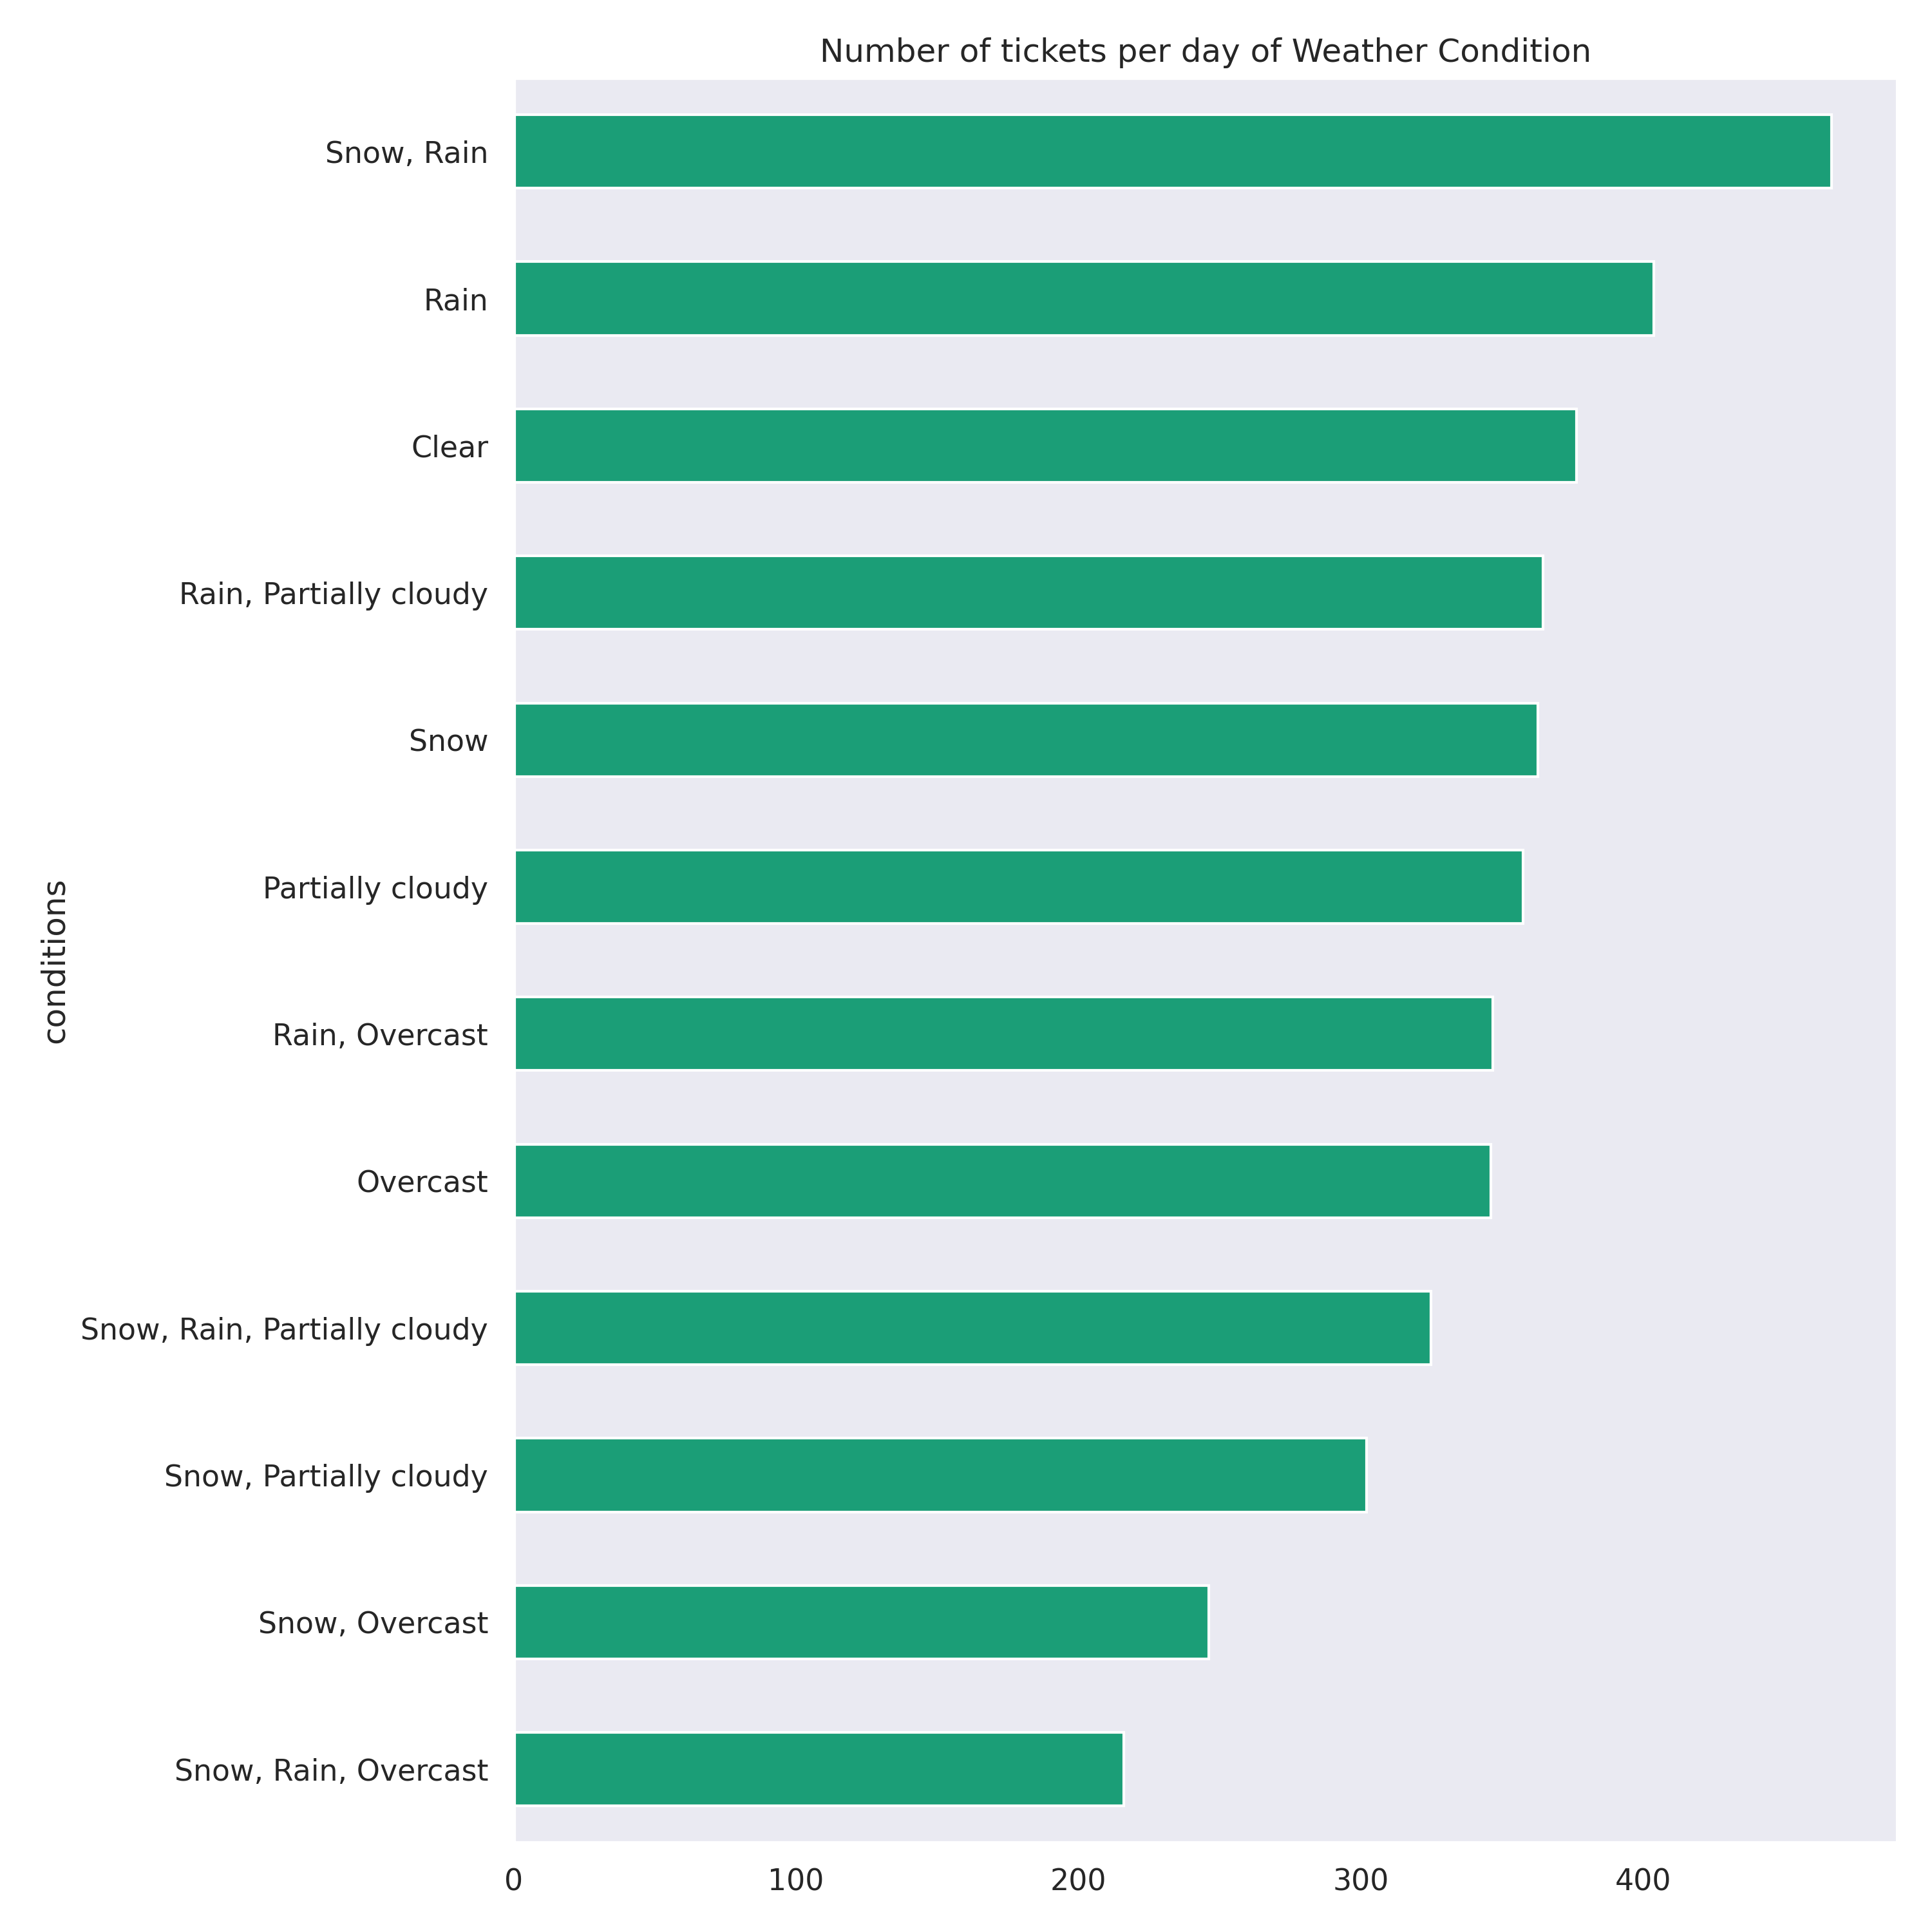 Number of tickets per day of Weather Condition
Snow, Rain
Rain
Clear
Rain, Partially cloudy
Snow
Partially cloudy
Rain, Overcast
Overcast
Snow, Rain, Partially cloudy
Snow, Partially cloudy
Snow, Overcast
Snow, Rain, Overcast
conditions
0 100 200 300 400